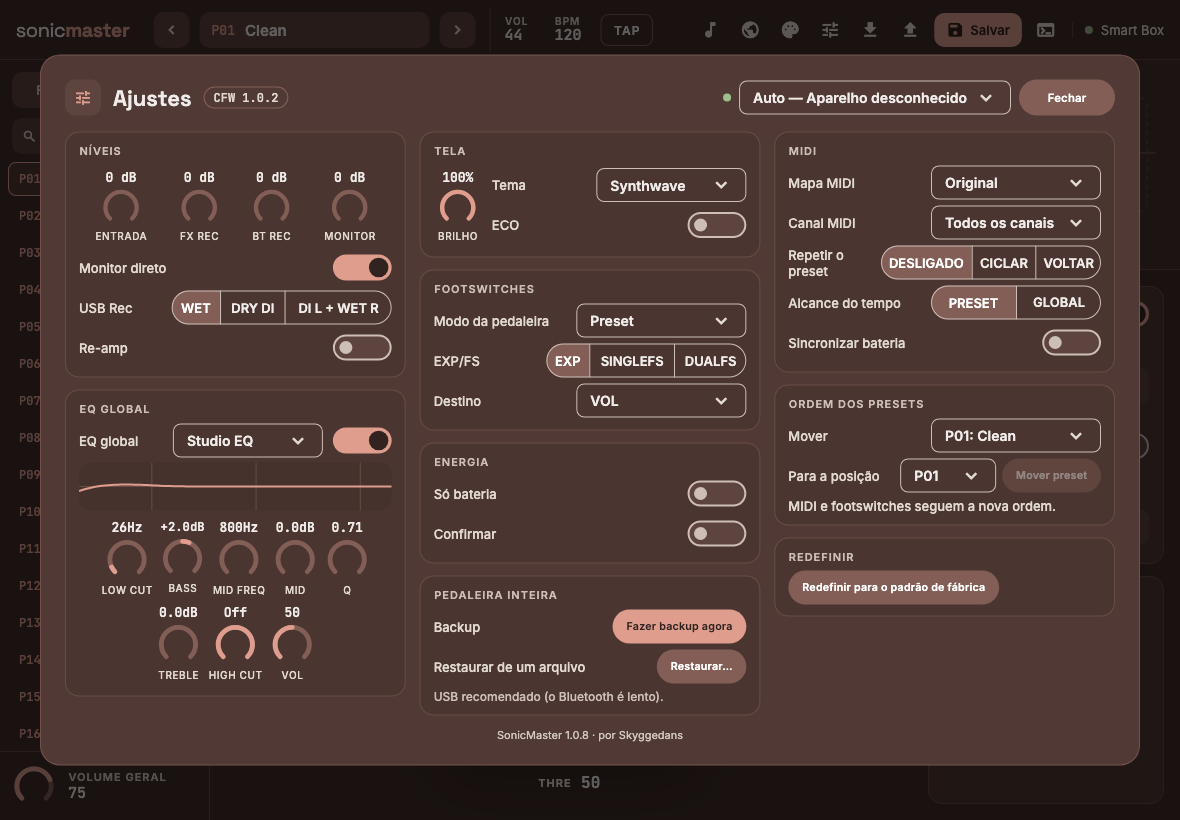 sonicmaster
P01 Clean
VOL
44
BPM
120
TAP
Salvar
Smart Box
Ajustes
CFW 1.0.2
Auto — Aparelho desconhecido
Fechar
NÍVEIS
0 dB 0 dB 0 dB 0 dB
ENTRADA FX REC BT REC MONITOR
Monitor direto
USB Rec WET DRY DI DI L + WET R
Re-amp
EQ GLOBAL
EQ global Studio EQ
26Hz +2.0dB 800Hz 0.0dB 0.71
LOW CUT BASS MID FREQ MID Q
0.0dB Off 50
TREBLE HIGH CUT VOL
TELA
100%
BRILHO
Tema Synthwave
ECO
FOOTSWITCHES
Modo da pedaleira Preset
EXP/FS EXP SINGLEFS DUALFS
Destino VOL
ENERGIA
Só bateria
Confirmar
PEDALEIRA INTEIRA
Backup Fazer backup agora
Restaurar de um arquivo Restaurar...
USB recomendado (o Bluetooth é lento).
MIDI
Mapa MIDI Original
Canal MIDI Todos os canais
Repetir o
preset
DESLIGADO CICLAR VOLTAR
Alcance do tempo PRESET GLOBAL
Sincronizar bateria
ORDEM DOS PRESETS
Mover P01: Clean
Para a posição P01 Mover preset
MIDI e footswitches seguem a nova ordem.
REDEFINIR
Redefinir para o padrão de fábrica
SonicMaster 1.0.8 · por Skyggedans
P01
P02
P03
P04
P05
P06
P07
P08
P09
P10
P11
P12
P13
P14
P15
P16
VOLUME GERAL
75
THRE 50